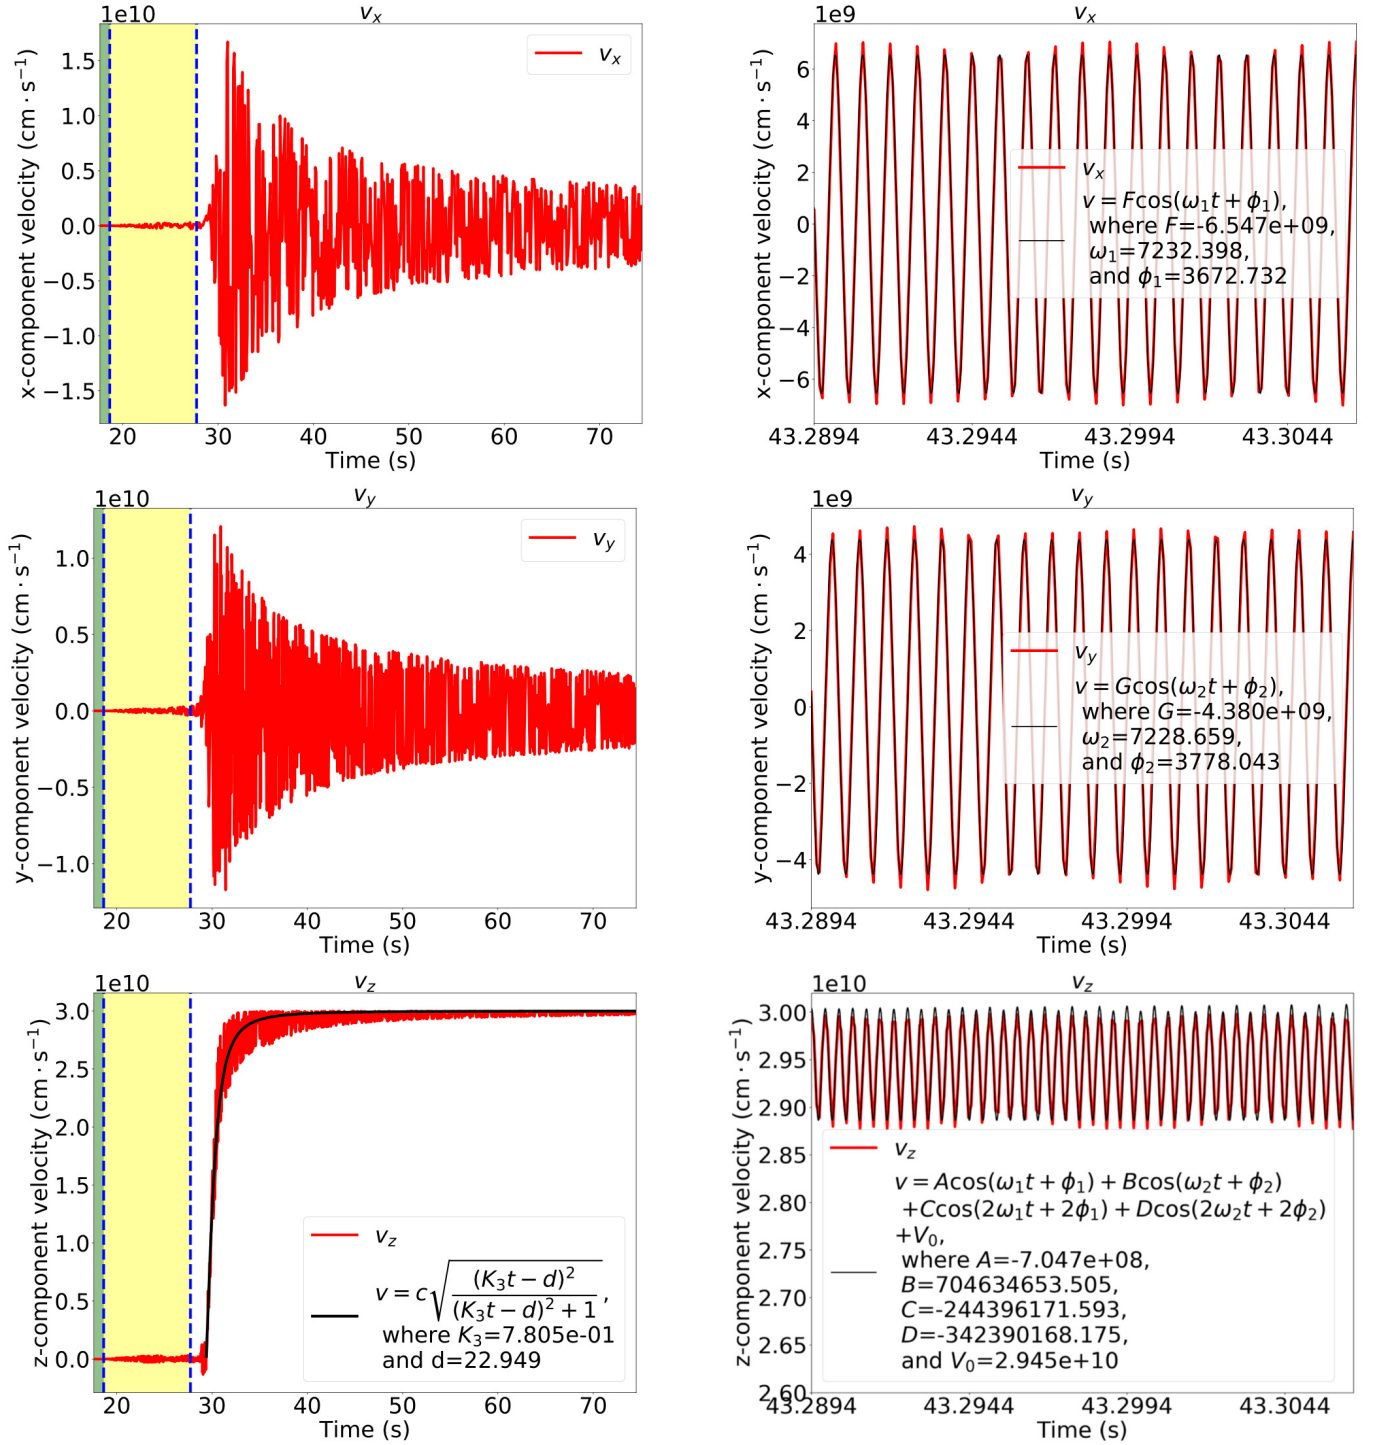 1e10
v_x
x-component velocity (cm · s⁻¹)
1.5
1.0
0.5
0.0
−0.5
−1.0
−1.5
v_x
20 30 40 50 60 70
Time (s)
1e9
v_x
x-component velocity (cm · s⁻¹)
6
4
2
0
−2
−4
−6
v_x
v = Fcos(ω₁t + ϕ₁),
where F=-6.547e+09,
ω₁=7232.398,
and ϕ₁=3672.732
43.2894 43.2944 43.2994 43.3044
Time (s)
1e10
v_y
y-component velocity (cm · s⁻¹)
1.0
0.5
0.0
−0.5
−1.0
v_y
20 30 40 50 60 70
Time (s)
1e9
v_y
y-component velocity (cm · s⁻¹)
4
2
0
−2
−4
v_y
v = Gcos(ω₂t + ϕ₂),
where G=-4.380e+09,
ω₂=7228.659,
and ϕ₂=3778.043
43.2894 43.2944 43.2994 43.3044
Time (s)
1e10
v_z
z-component velocity (cm · s⁻¹)
3.0
2.5
2.0
1.5
1.0
0.5
0.0
v_z
v = c√((K₃t − d)²/((K₃t − d)² + 1)),
where K₃=7.805e-01
and d=22.949
20 30 40 50 60 70
Time (s)
1e10
v_z
z-component velocity (cm · s⁻¹)
3.00
2.95
2.90
2.85
2.80
2.75
2.70
2.65
2.60
v_z
v = Acos(ω₁t + ϕ₁) + Bcos(ω₂t + ϕ₂)
+Ccos(2ω₁t + 2ϕ₁) + Dcos(2ω₂t + 2ϕ₂)
+V₀,
where A=-7.047e+08,
B=704634653.505,
C=-244396171.593,
D=-342390168.175,
and V₀=2.945e+10
43.2894 43.2944 43.2994 43.3044
Time (s)